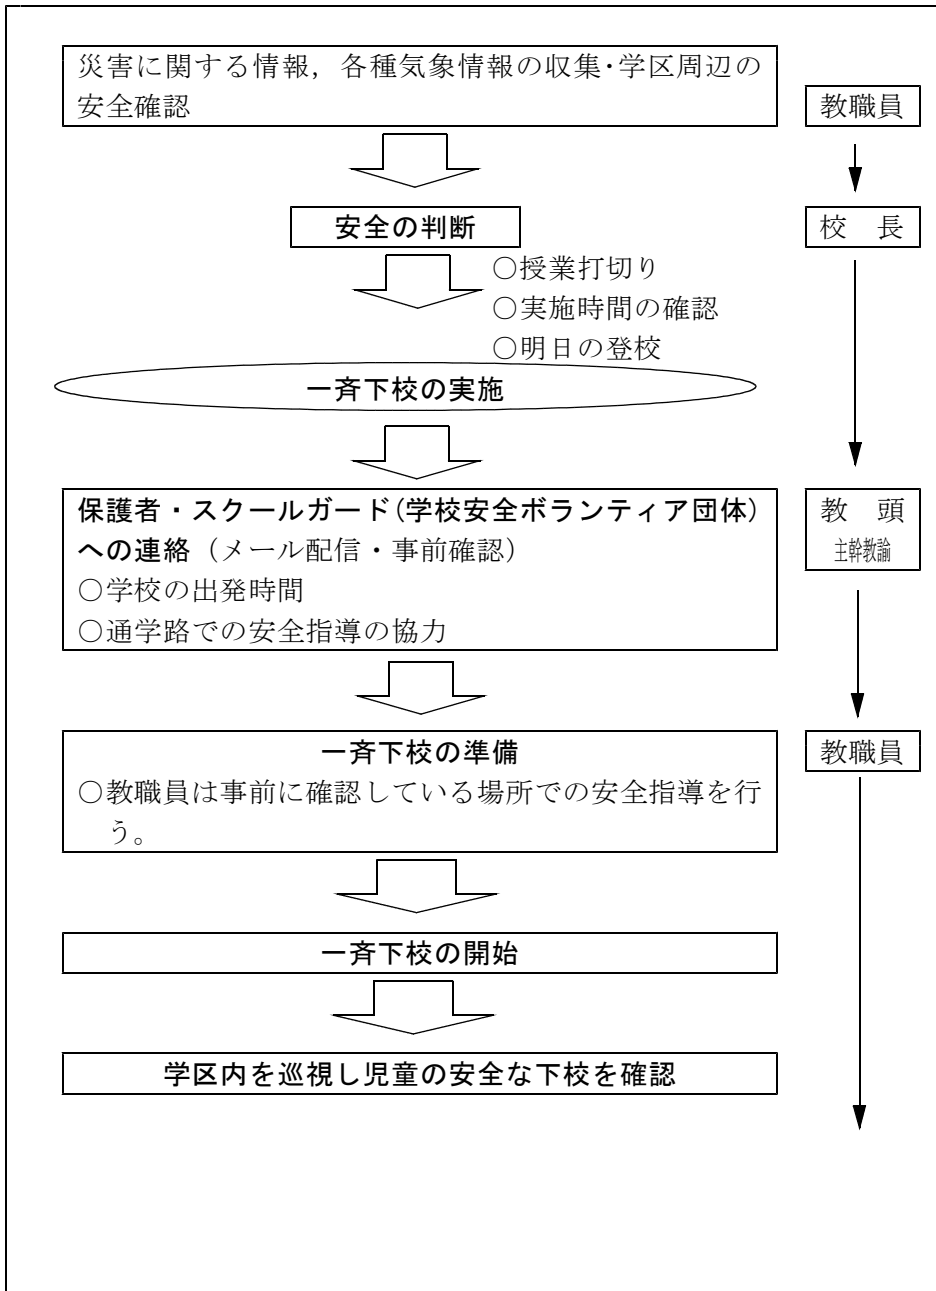 災害に関する情報，各種気象情報の収集・学区周辺の
安全確認
教職員
安全の判断
校　長
○授業打切り
○実施時間の確認
○明日の登校
一斉下校の実施
保護者・スクールガード(学校安全ボランティア団体)
への連絡（メール配信・事前確認）
○学校の出発時間
○通学路での安全指導の協力
教　頭
主幹教諭
一斉下校の準備
○教職員は事前に確認している場所での安全指導を行
う。
教職員
一斉下校の開始
学区内を巡視し児童の安全な下校を確認